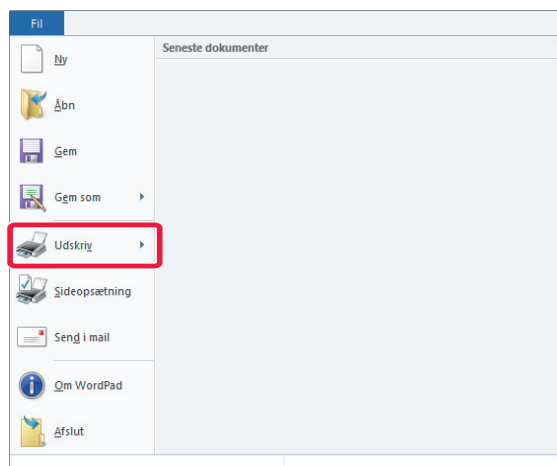 Fil
Seneste dokumenter
Ny
Åbn
Gem
Gem som
Udskriv
Sideopsætning
Send i mail
Om WordPad
Afslut